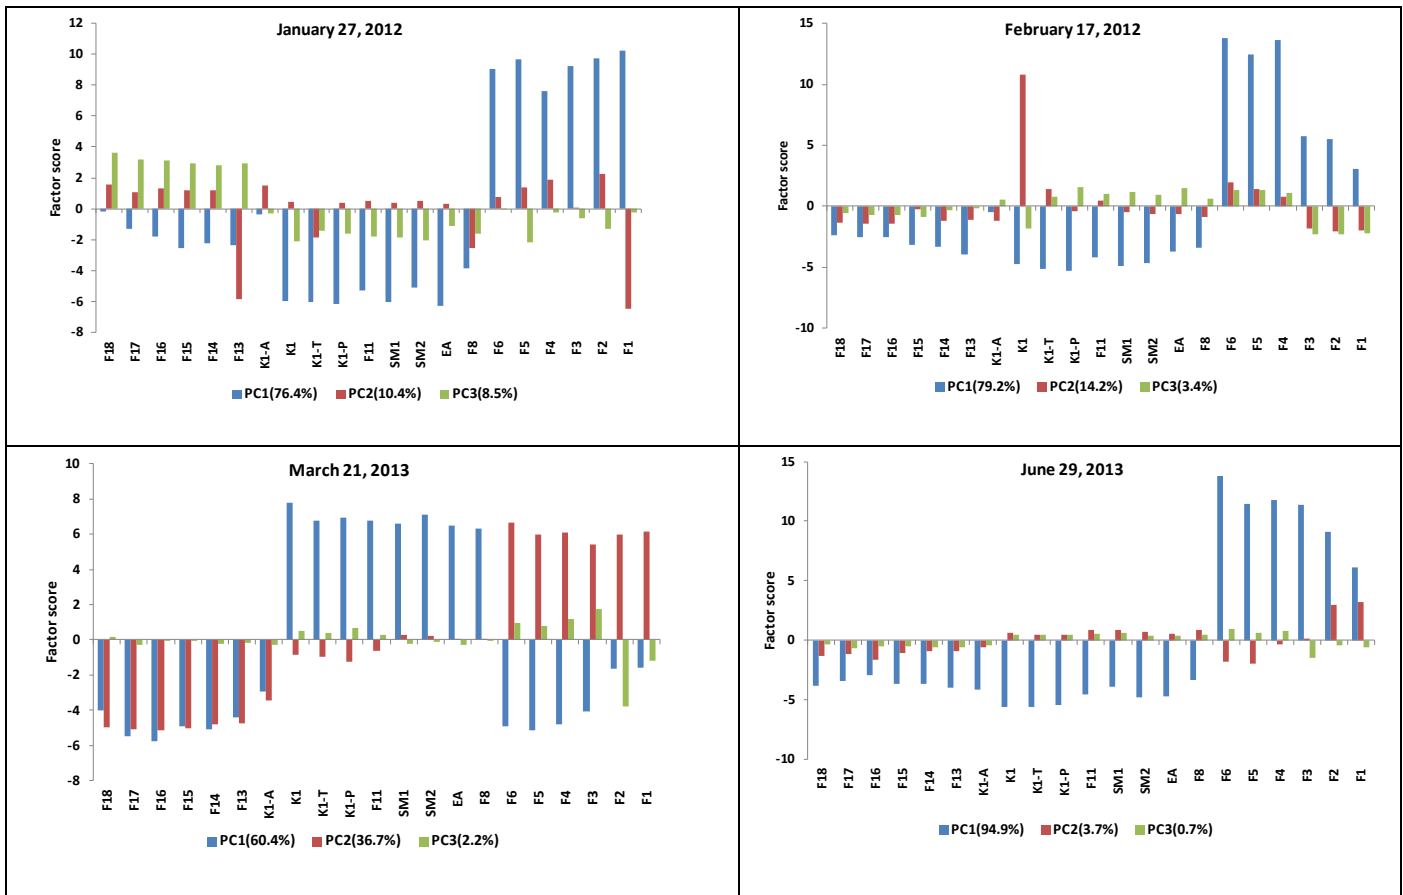 January 27, 2012
Factor score
12
10
8
6
4
2
0
-2
-4
-6
-8
F18 F17 F16 F15 F14 F13 K1-A K1 K1-T K1-P F11 SM1 SM2 EA F8 F6 F5 F4 F3 F2 F1
PC1(76.4%) PC2(10.4%) PC3(8.5%)
February 17, 2012
Factor score
15
10
5
0
-5
-10
F18 F17 F16 F15 F14 F13 K1-A K1 K1-T K1-P F11 SM1 SM2 EA F8 F6 F5 F4 F3 F2 F1
PC1(79.2%) PC2(14.2%) PC3(3.4%)
March 21, 2013
Factor score
10
8
6
4
2
0
-2
-4
-6
-8
F18 F17 F16 F15 F14 F13 K1-A K1 K1-T K1-P F11 SM1 SM2 EA F8 F6 F5 F4 F3 F2 F1
PC1(60.4%) PC2(36.7%) PC3(2.2%)
June 29, 2013
Factor score
15
10
5
0
-5
-10
F18 F17 F16 F15 F14 F13 K1-A K1 K1-T K1-P F11 SM1 SM2 EA F8 F6 F5 F4 F3 F2 F1
PC1(94.9%) PC2(3.7%) PC3(0.7%)